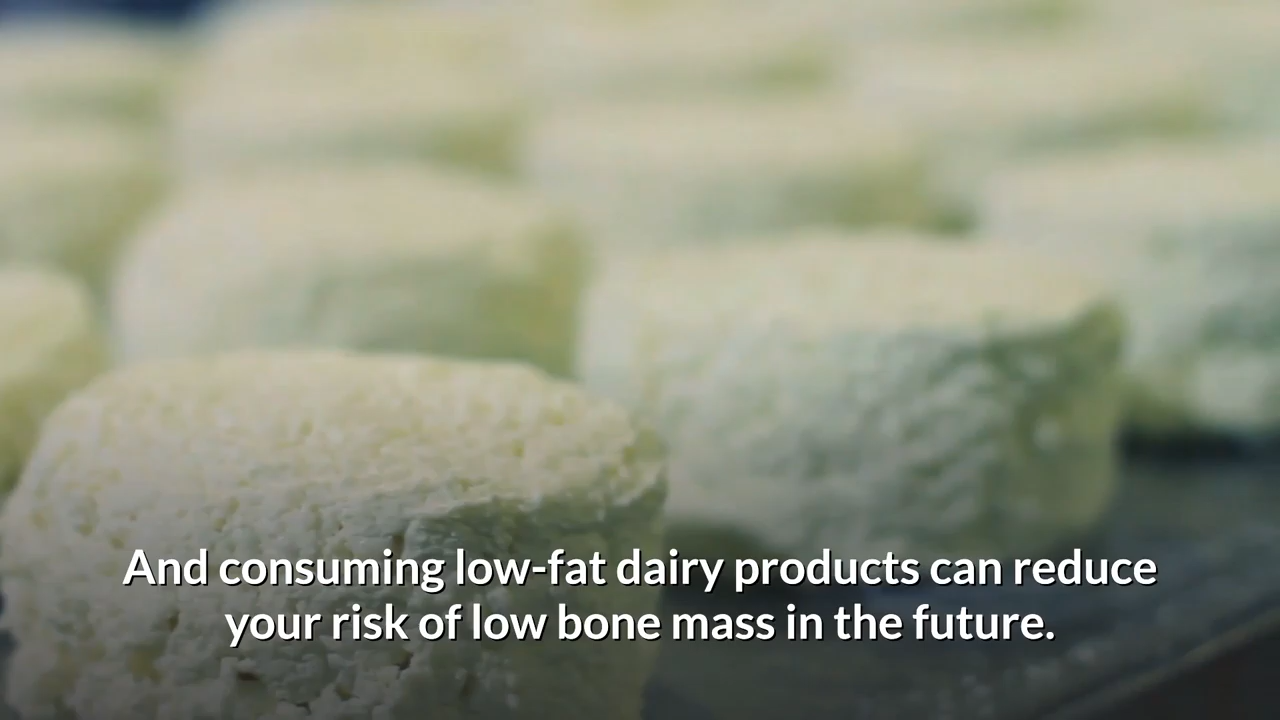 And consuming low-fat dairy products can reduce
your risk of low bone mass in the future.